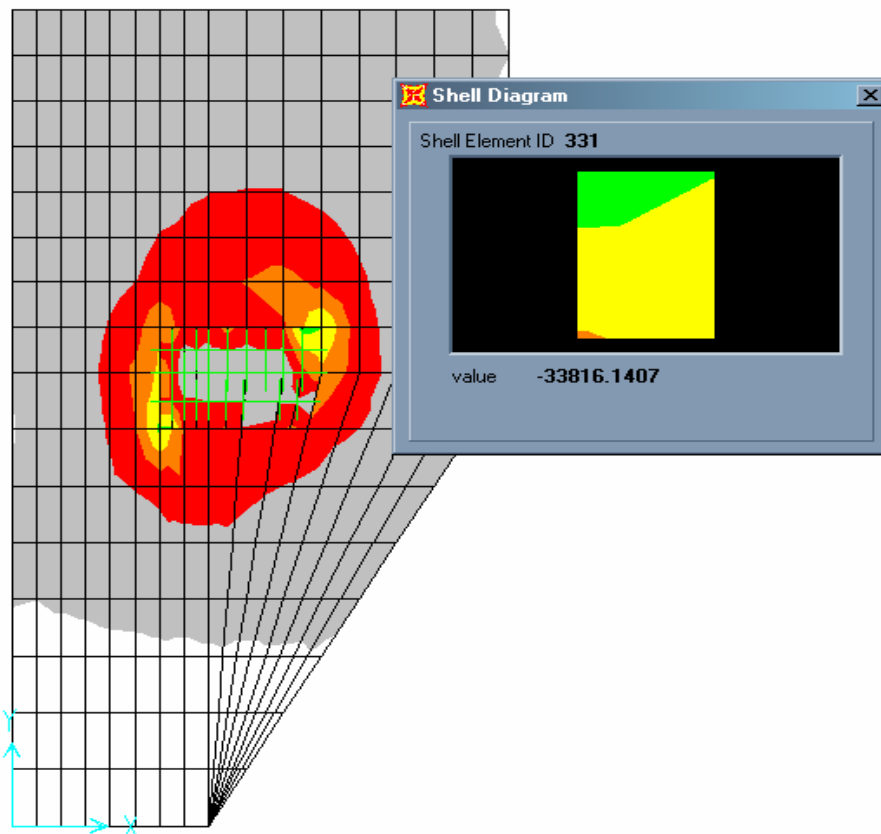 Shell Diagram
Shell Element ID 331
value -33816.1407
Y
X